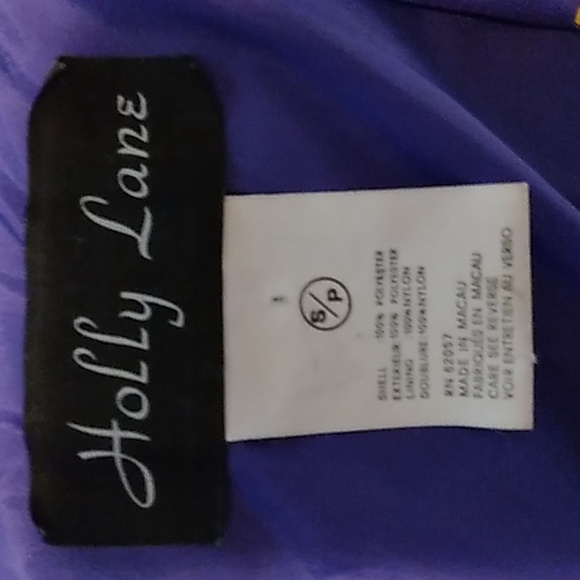 Holly Lane
S/P
SHELL 100% POLYESTER
EXTERIEUR 100% POLYESTER
LINING 100% NYLON
DOUBLURE 100% NYLON
RN 62057
MADE IN MACAU
FABRIQUÉ EN MACAU
CARE SEE REVERSE
VOIR ENTRETIEN AU VERSO